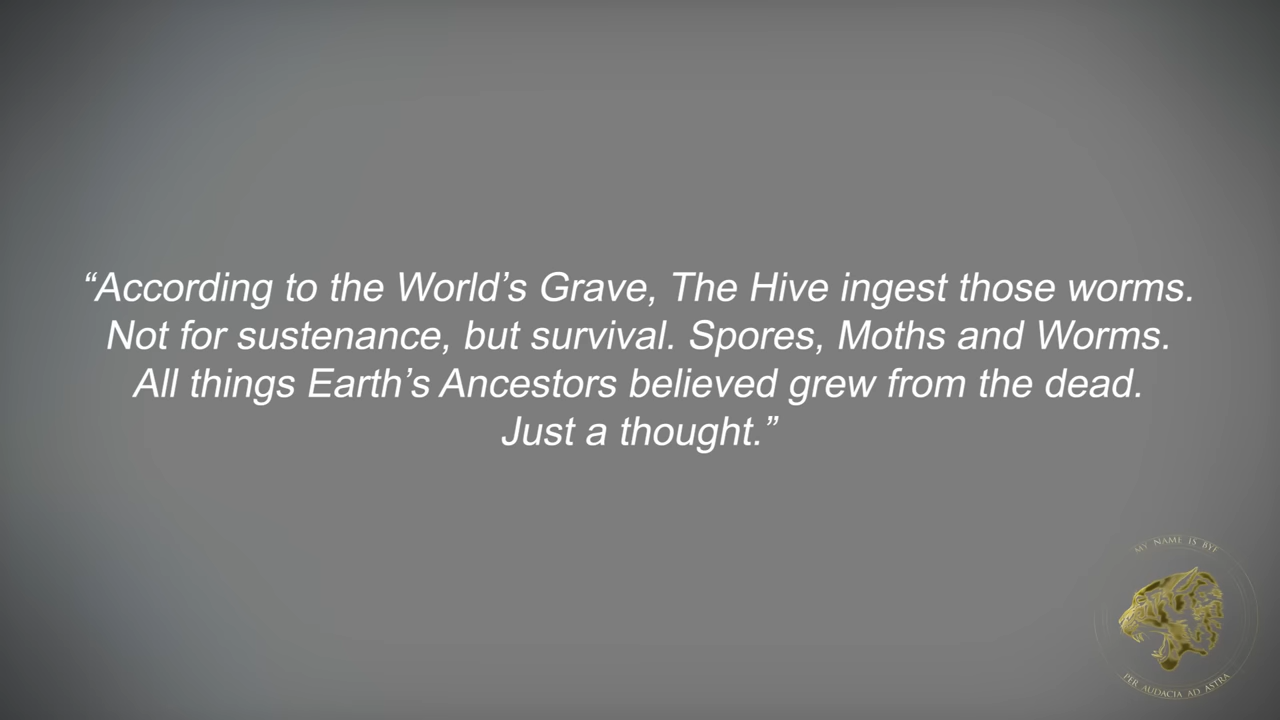 “According to the World’s Grave, The Hive ingest those worms.
Not for sustenance, but survival. Spores, Moths and Worms.
All things Earth’s Ancestors believed grew from the dead.
Just a thought.”
MY NAME IS BYF
PER AUDACIA AD ASTRA